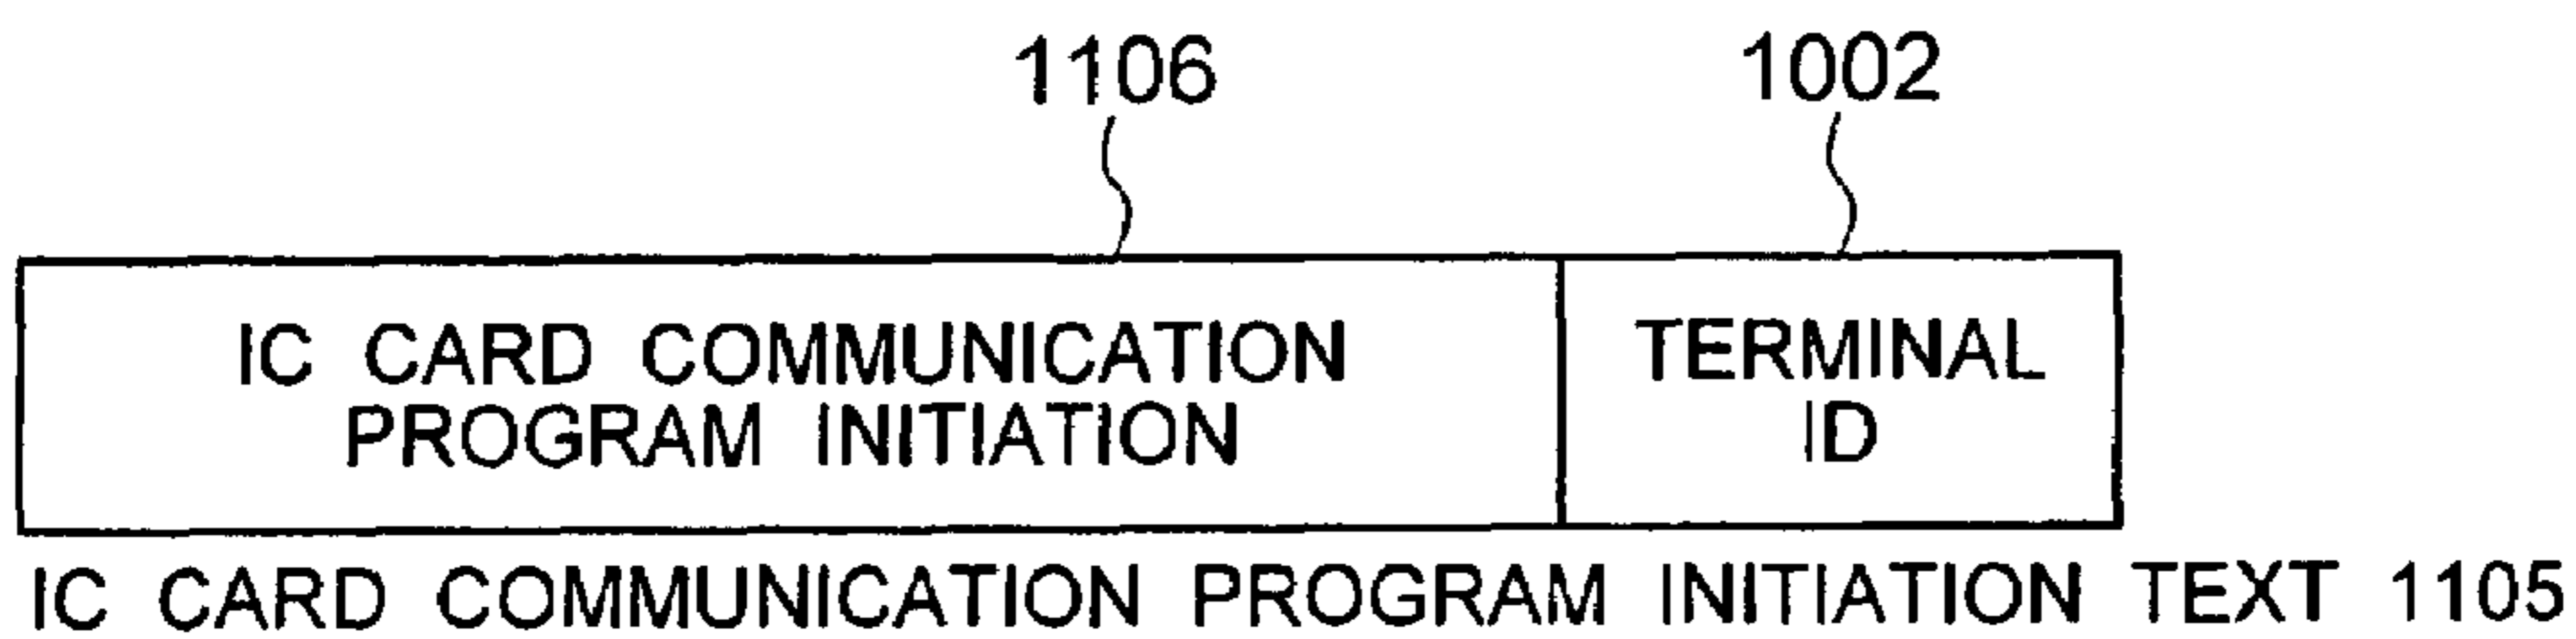 1106 1002
IC CARD COMMUNICATION PROGRAM INITIATION
TERMINAL ID
IC CARD COMMUNICATION PROGRAM INITIATION TEXT 1105